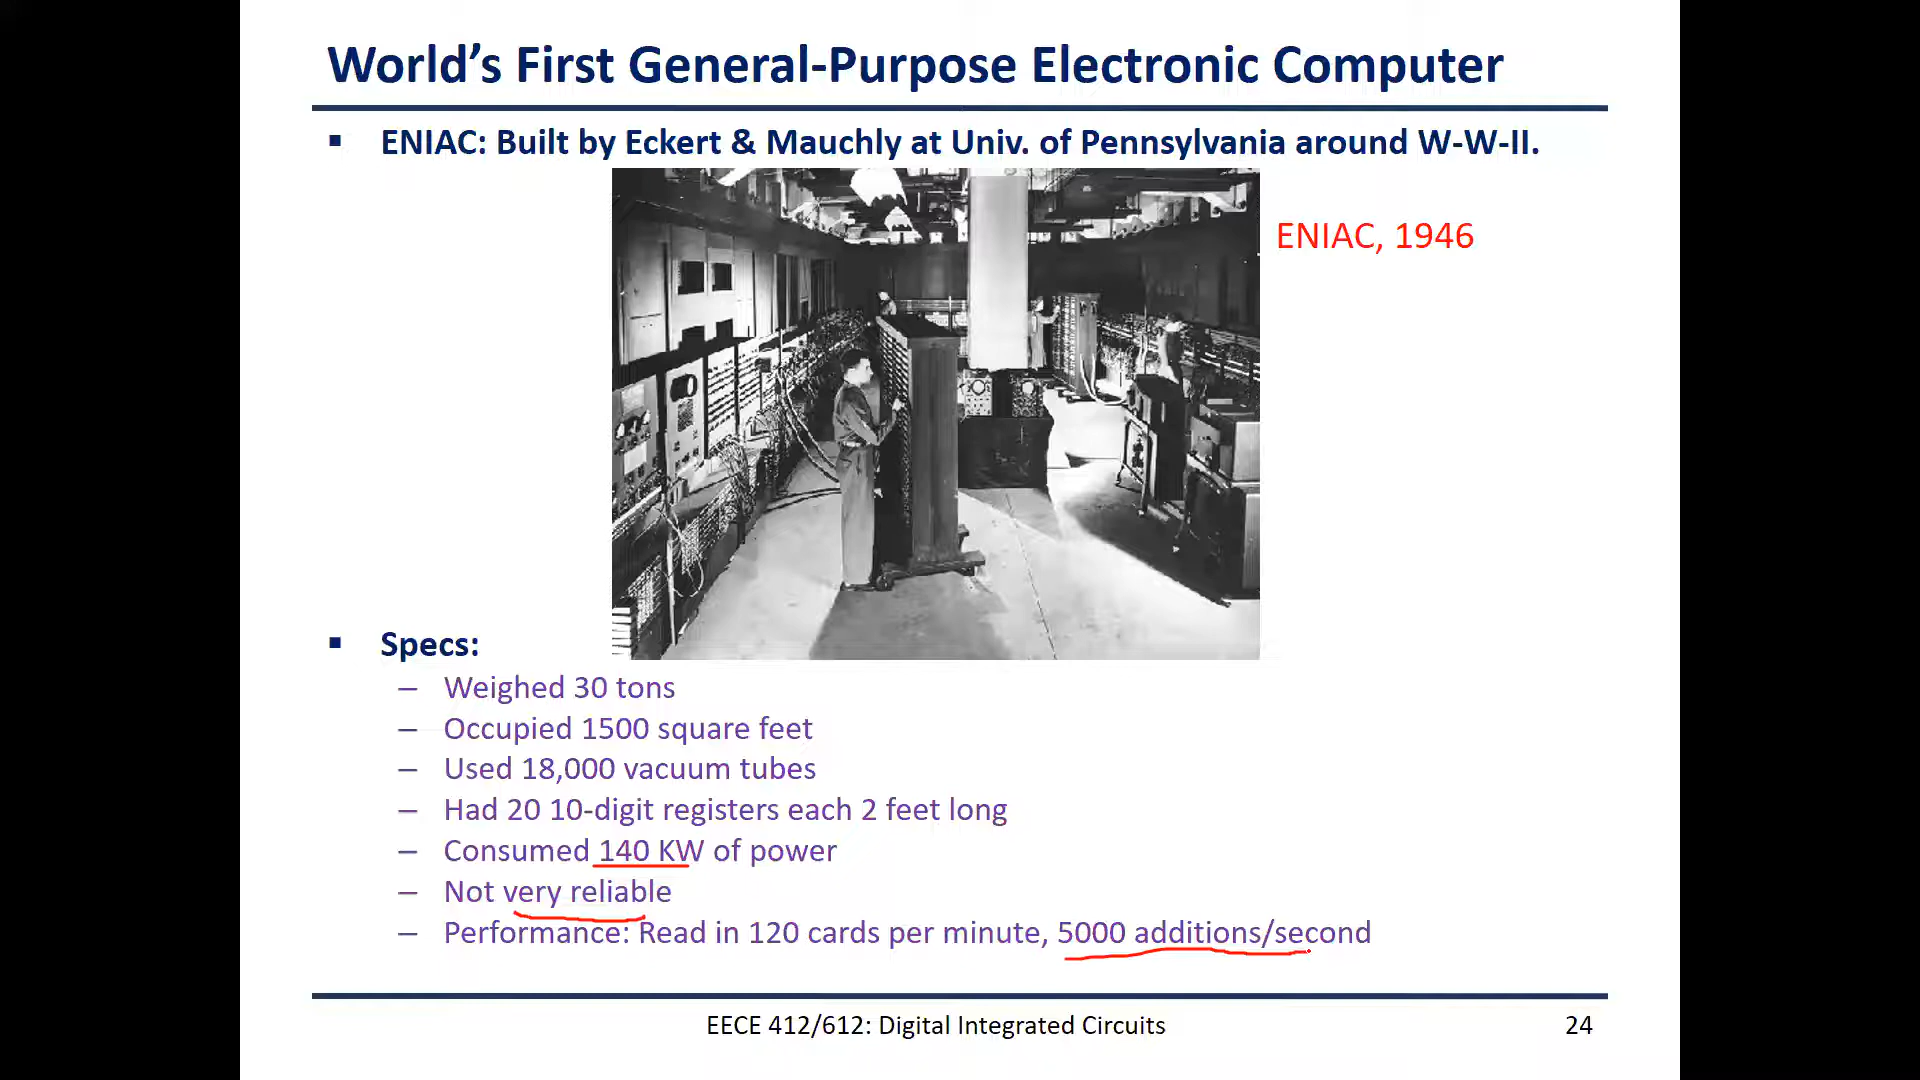 World's First General-Purpose Electronic Computer
▪ ENIAC: Built by Eckert & Mauchly at Univ. of Pennsylvania around W-W-II.
ENIAC, 1946
▪ Specs:
– Weighed 30 tons
– Occupied 1500 square feet
– Used 18,000 vacuum tubes
– Had 20 10-digit registers each 2 feet long
– Consumed 140 KW of power
– Not very reliable
– Performance: Read in 120 cards per minute, 5000 additions/second
EECE 412/612: Digital Integrated Circuits
24